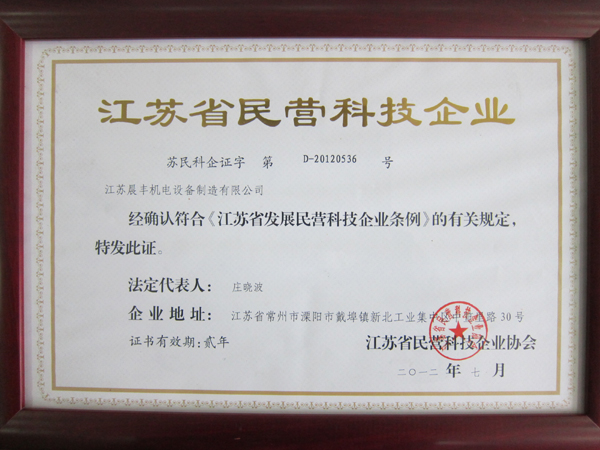 江苏省民营科技企业
苏民科企证字 第 D-20120536 号
江苏晨丰机电设备制造有限公司
经确认符合《江苏省发展民营科技企业条例》的有关规定，
特发此证。
法定代表人： 庄晓波
企业地址： 江苏省常州市溧阳市戴埠镇新北工业集中区中 路30号
证书有效期：贰年
江苏省民营科技企业协会
二〇一二年七月